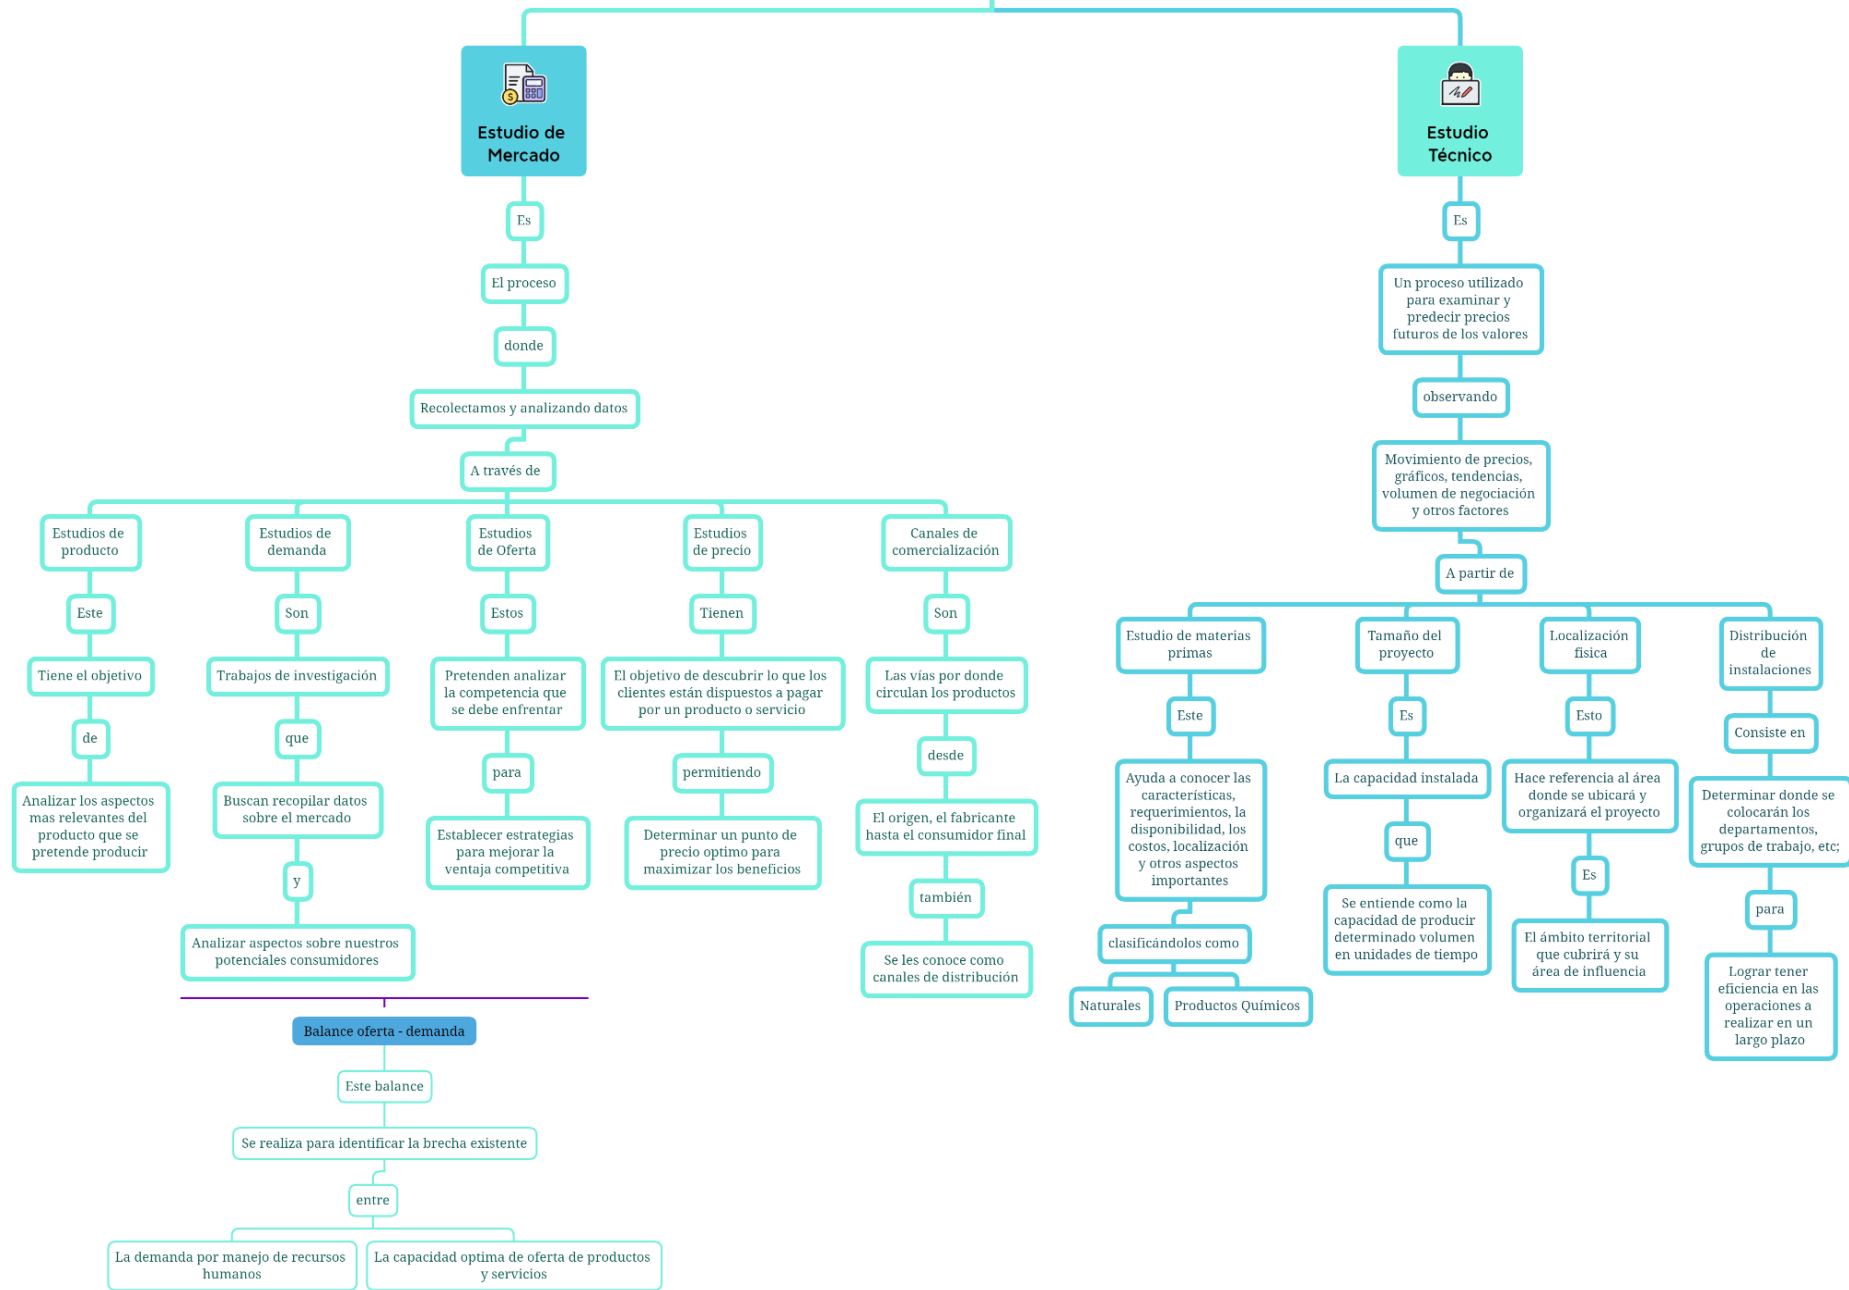 Estudio de
Mercado
Es
El proceso
donde
Recolectamos y analizando datos
A través de
Estudios de
producto
Este
Tiene el objetivo
de
Analizar los aspectos
mas relevantes del
producto que se
pretende producir
Estudios de
demanda
Son
Trabajos de investigación
que
Buscan recopilar datos
sobre el mercado
y
Analizar aspectos sobre nuestros
potenciales consumidores
Estudios
de Oferta
Estos
Pretenden analizar
la competencia que
se debe enfrentar
para
Establecer estrategias
para mejorar la
ventaja competitiva
Estudios
de precio
Tienen
El objetivo de descubrir lo que los
clientes están dispuestos a pagar
por un producto o servicio
permitiendo
Determinar un punto de
precio optimo para
maximizar los beneficios
Canales de
comercialización
Son
Las vías por donde
circulan los productos
desde
El origen, el fabricante
hasta el consumidor final
también
Se les conoce como
canales de distribución
Balance oferta - demanda
Este balance
Se realiza para identificar la brecha existente
entre
La demanda por manejo de recursos
humanos
La capacidad optima de oferta de productos
y servicios
Estudio
Técnico
Es
Un proceso utilizado
para examinar y
predecir precios
futuros de los valores
observando
Movimiento de precios,
gráficos, tendencias,
volumen de negociación
y otros factores
A partir de
Estudio de materias
primas
Este
Ayuda a conocer las
características,
requerimientos, la
disponibilidad, los
costos, localización
y otros aspectos
importantes
clasificándolos como
Naturales
Productos Químicos
Tamaño del
proyecto
Es
La capacidad instalada
que
Se entiende como la
capacidad de producir
determinado volumen
en unidades de tiempo
Localización
fisica
Esto
Hace referencia al área
donde se ubicará y
organizará el proyecto
Es
El ámbito territorial
que cubrirá y su
área de influencia
Distribución
de
instalaciones
Consiste en
Determinar donde se
colocarán los
departamentos,
grupos de trabajo, etc;
para
Lograr tener
eficiencia en las
operaciones a
realizar en un
largo plazo